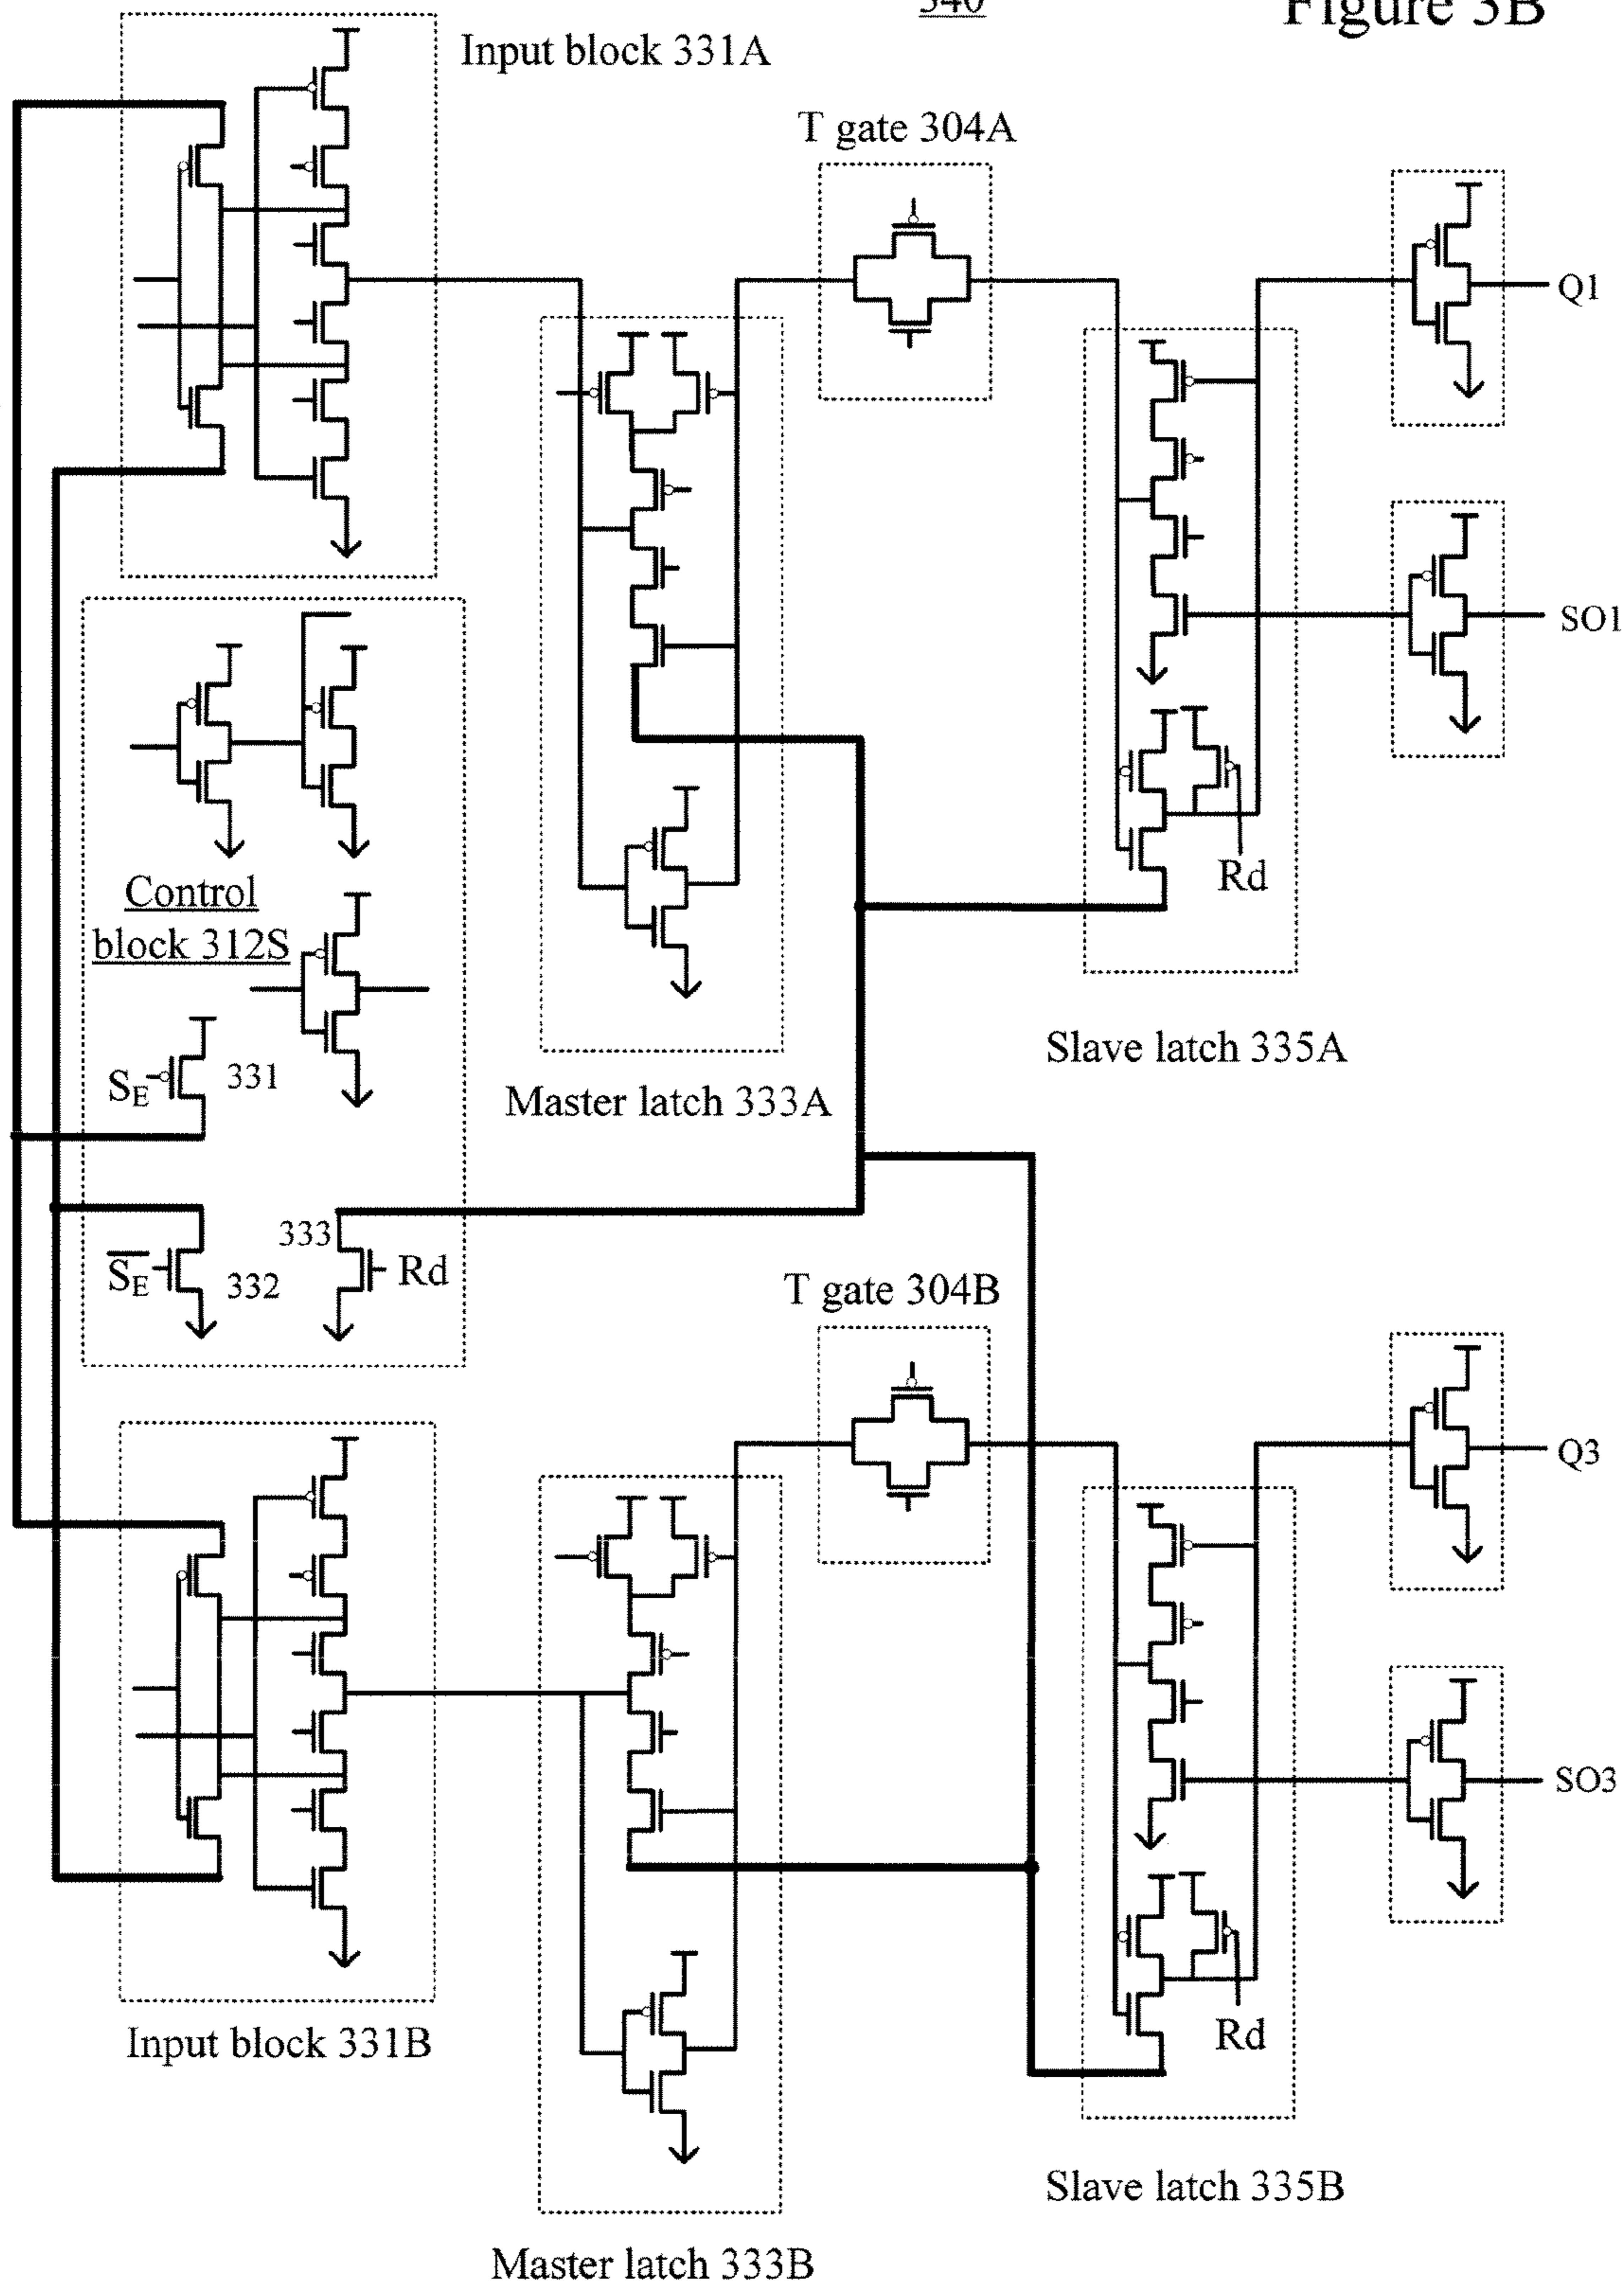 340
Figure 3B
Input block 331A
T gate 304A
Q1
SO1
Control
block 312S
Rd
SE
331
Slave latch 335A
Master latch 333A
333
SE
332
Rd
T gate 304B
Q3
SO3
Input block 331B
Rd
Slave latch 335B
Master latch 333B